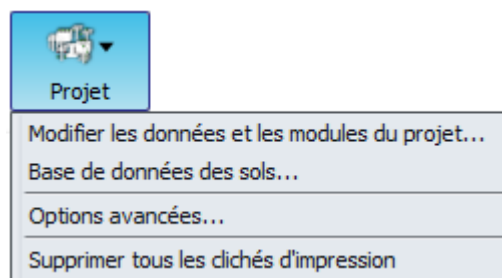 Projet
Modifier les données et les modules du projet...
Base de données des sols...
Options avancées...
Supprimer tous les clichés d'impression